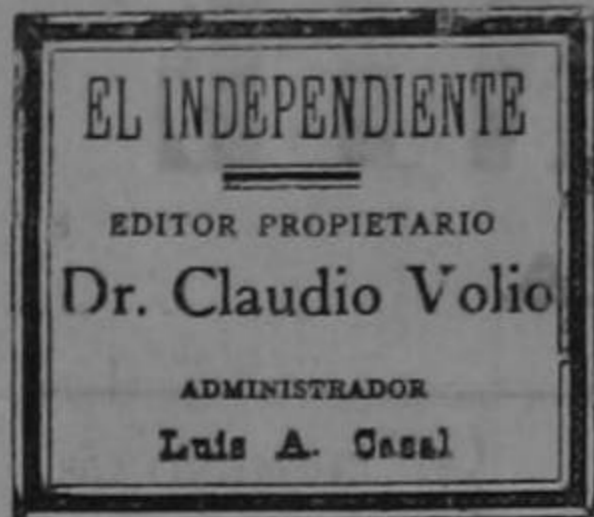 EL INDEPENDIENTE
EDITOR PROPIETARIO
Dr. Claudio Volio
ADMINISTRADOR
Luis A. Casal